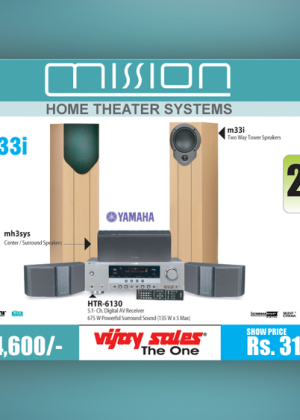 mission
HOME THEATER SYSTEMS
33i
m33i
Two Way Tower Speakers
2
YAMAHA
mh3sys
Center / Surround Speakers
HTR-6130
5.1- Ch. Digital AV Receiver
675 W Powerful Surround Sound (135 W x 5 Max)
4,600/-
vijay sales
The One
SHOW PRICE
Rs. 31